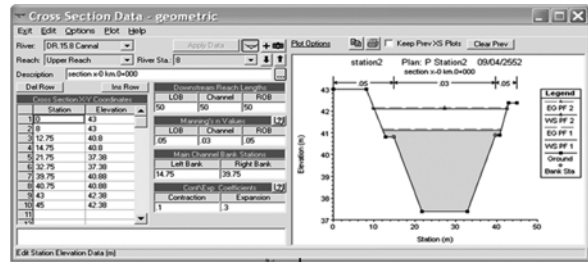 Cross Section Data - geometric
Exit Edit Options Plot Help
River: DR.15.8 Cannal Apply Data
Reach: Upper Reach River Sta.: 8
Description section x-0 km.0+000
Del Row Ins Row
Cross Section X-Y Coordinates
Station Elevation
1 0 43
2 8 43
3 12.75 40.8
4 14.75 40.8
5 21.75 37.38
6 32.75 37.38
7 39.75 40.88
8 40.75 40.88
9 43 42.38
10 45 42.38
11
Downstream Reach Lengths
LOB Channel ROB
50 50 50
Manning's n Values
LOB Channel ROB
.05 .03 .05
Main Channel Bank Stations
Left Bank Right Bank
14.75 39.75
Cont\Exp Coefficients
Contraction Expansion
.1 .3
Edit Station Elevation Data (m)
Plot Options Keep Prev XS Plots Clear Prev
station2 Plan: P Station2 09/04/2552
section x-0 km.0+000
.05 .03 .05
Elevation (m)
43
42
41
40
39
38
37
0 10 20 30 40 50
Station (m)
Legend
EG PF 2
WS PF 2
EG PF 1
WS PF 1
Ground
Bank Sta